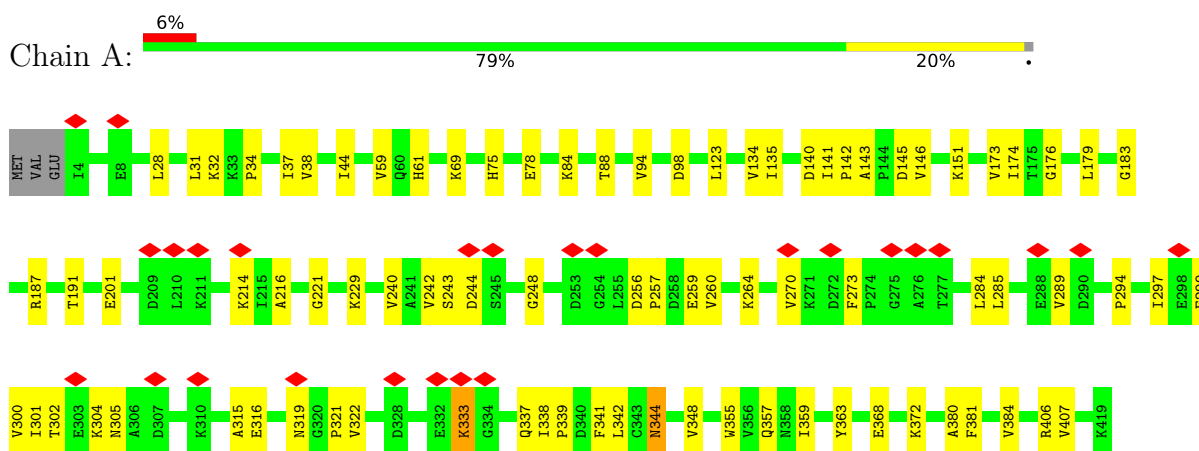 6%
Chain A:
79% 20% •
MET VAL GLU I4 E8 L28 L31 K32 K33 P34 I37 V38 I44 V59 Q60 H61 K69 H75 E78 K84 T88 V94 D98 L123 V134 I135 D140 I141 P142 A143 P144 D145 V146 K151 V173 I174 T175 G176 L179 G183
R187 T191 E201 D209 L210 K211 K214 I215 A216 G221 K229 V240 A241 V242 S243 D244 S245 G248 D253 G254 L255 D256 P257 D258 E259 V260 K264 V270 K271 D272 F273 P274 G275 A276 T277 L284 L285 E288 V289 D290 P294 I297 E298
V300 I301 T302 E303 K304 N305 A306 D307 K310 A315 E316 N319 G320 P321 V322 D328 E332 K333 G334 Q337 I338 P339 D340 F341 L342 C343 N344 V348 W355 V356 Q357 N358 I359 Y363 E368 K372 A380 F381 V384 R406 V407 K419